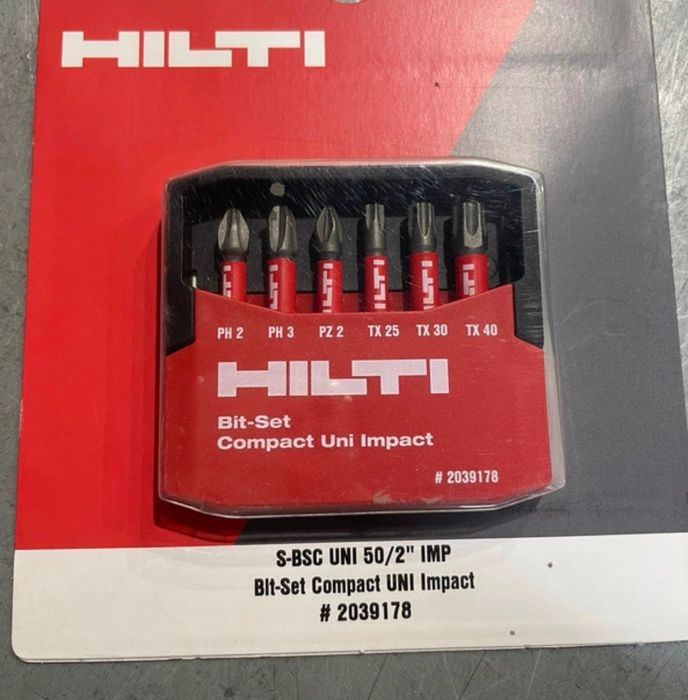 HILTI
PH 2 PH 3 PZ 2 TX 25 TX 30 TX 40
HILTI
Bit-Set
Compact Uni Impact
# 2039178
S-BSC UNI 50/2" IMP
BIt-Set Compact UNI Impact
# 2039178